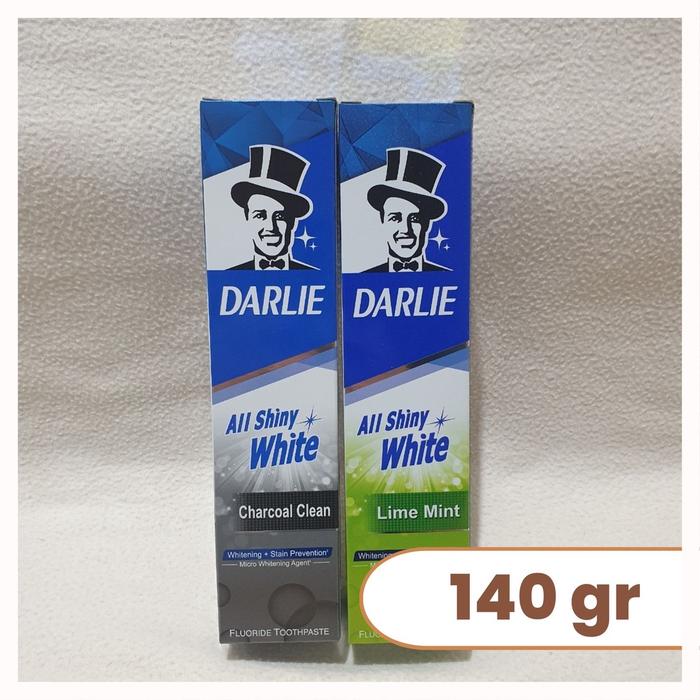 DARLIE
All Shiny
White
Charcoal Clean
Whitening + Stain Prevention
Micro Whitening Agent
FLUORIDE TOOTHPASTE
DARLIE
All Shiny
White
Lime Mint
140 gr